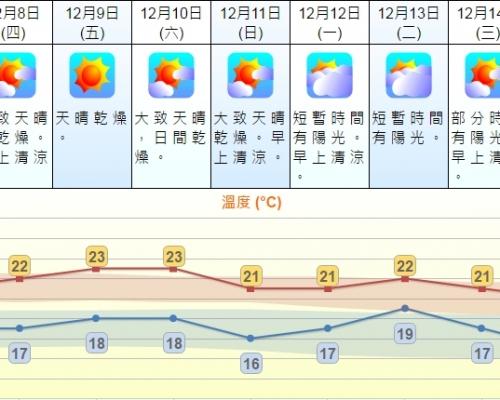 2月8日
(四)
致天晴
乾燥。
上清涼
12月9日
(五)
天晴乾燥
。
12月10日
(六)
大致天晴
，日間乾
燥。
12月11日
(日)
大致天晴
乾燥。早
上清涼。
12月12日
(一)
短暫時間
有陽光。
早上清涼
。
12月13日
(二)
短暫時間
有陽光。
12月14
(三)
部分時
有陽光
早上清
。
溫度 (°C)
22 23 23 21 21 22 21
17 18 18 16 17 19 17